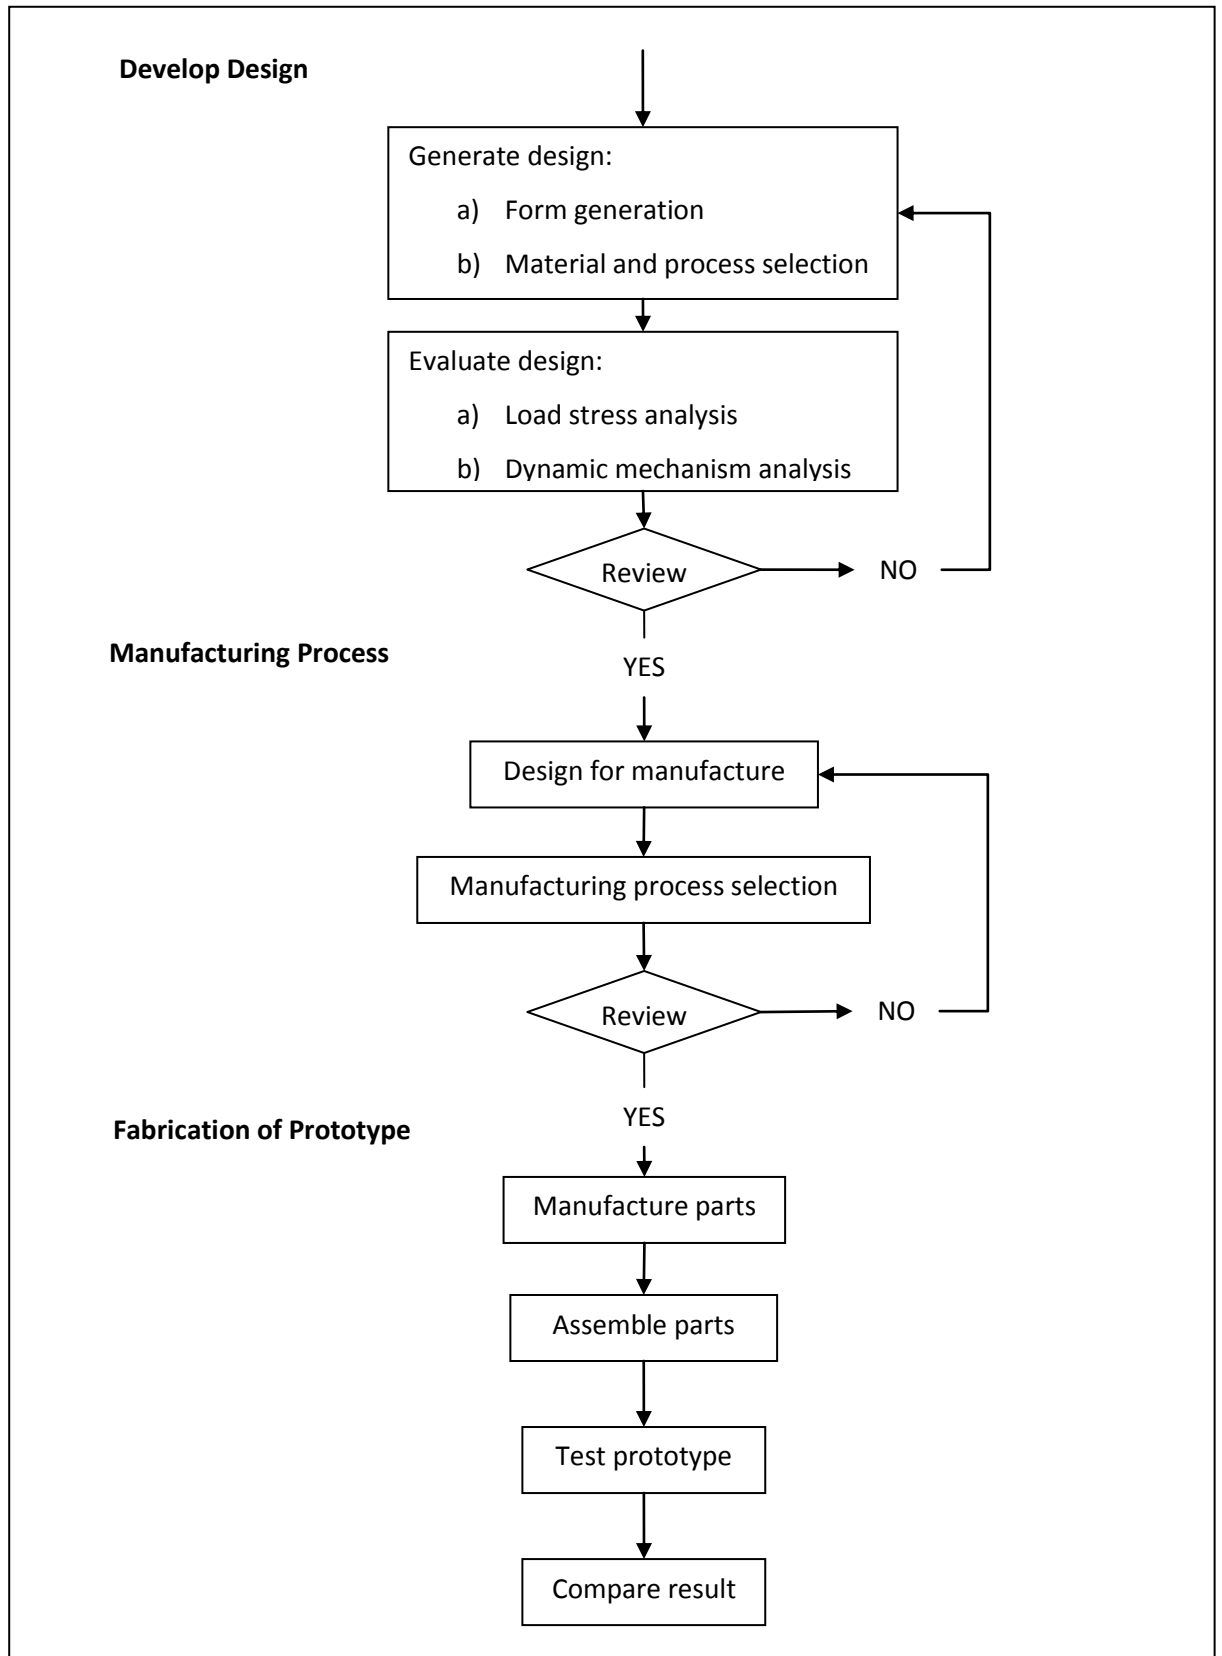 Develop Design
Generate design:
a) Form generation
b) Material and process selection
Evaluate design:
a) Load stress analysis
b) Dynamic mechanism analysis
Review
NO
Manufacturing Process
YES
Design for manufacture
Manufacturing process selection
Review
NO
YES
Fabrication of Prototype
Manufacture parts
Assemble parts
Test prototype
Compare result